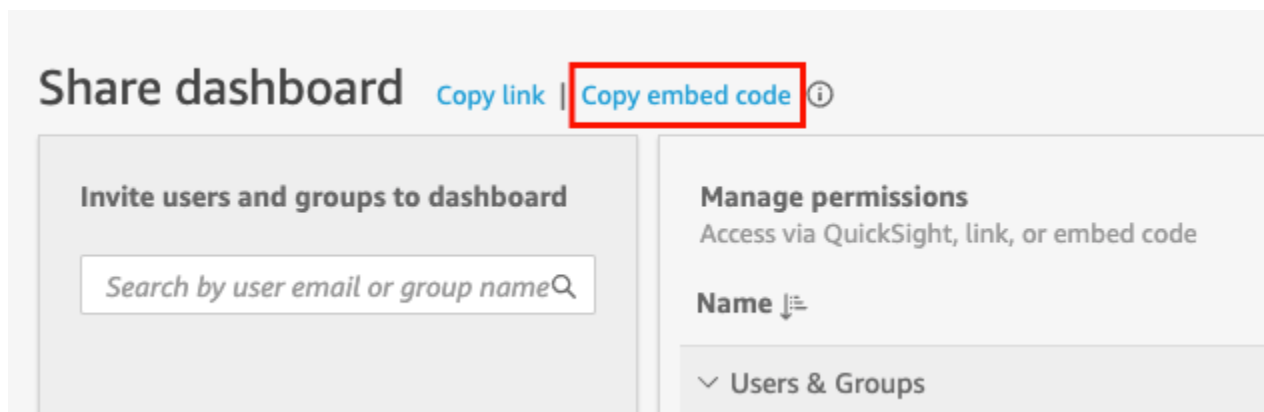 Share dashboard Copy link | Copy embed code
Invite users and groups to dashboard
Search by user email or group name
Manage permissions
Access via QuickSight, link, or embed code
Name
Users & Groups